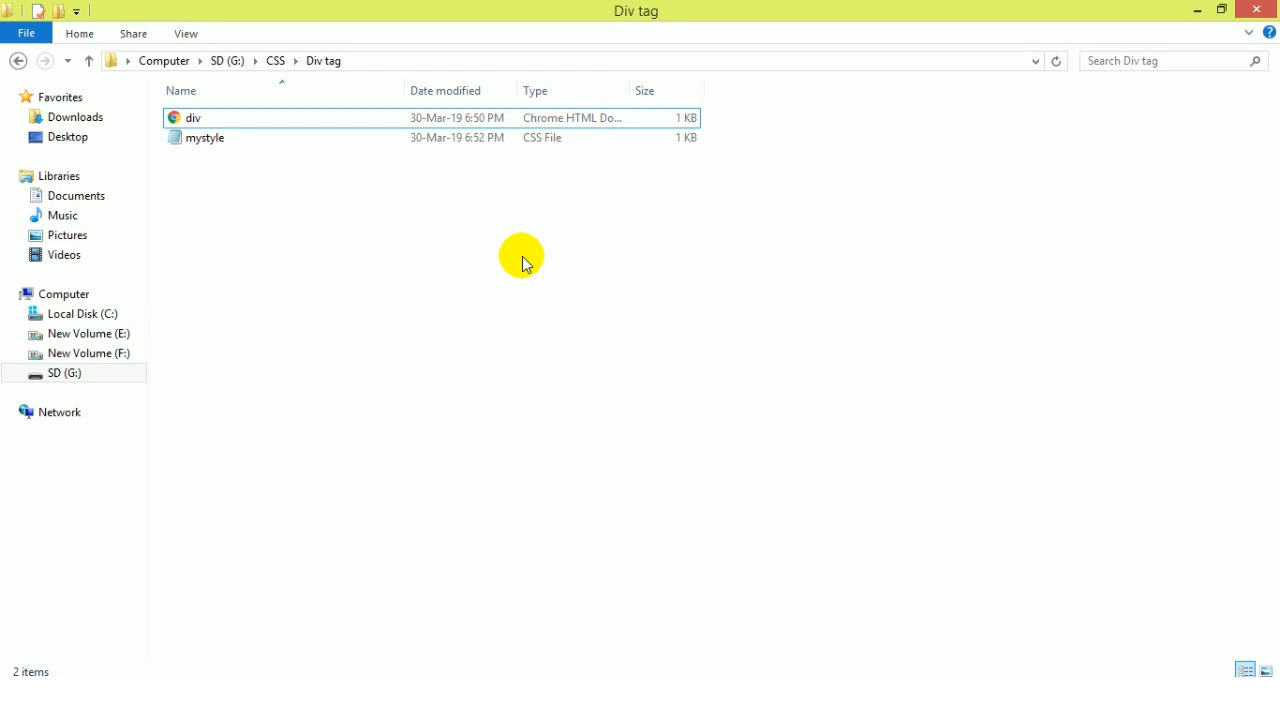 Div tag
File Home Share View
Computer SD (G:) CSS Div tag Search Div tag
Name Date modified Type Size
div 30-Mar-19 6:50 PM Chrome HTML Do... 1 KB
mystyle 30-Mar-19 6:52 PM CSS File 1 KB
Favorites
Downloads
Desktop
Libraries
Documents
Music
Pictures
Videos
Computer
Local Disk (C:)
New Volume (E:)
New Volume (F:)
SD (G:)
Network
2 items